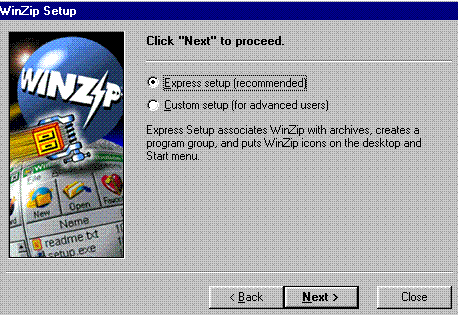 WinZip Setup
Click "Next" to proceed.
WINZIP
Express setup (recommended)
Custom setup (for advanced users)
Express Setup associates WinZip with archives, creates a
program group, and puts WinZip icons on the desktop and
Start menu.
New
Open
Name
readme.txt
setup.exe
< Back
Next >
Close